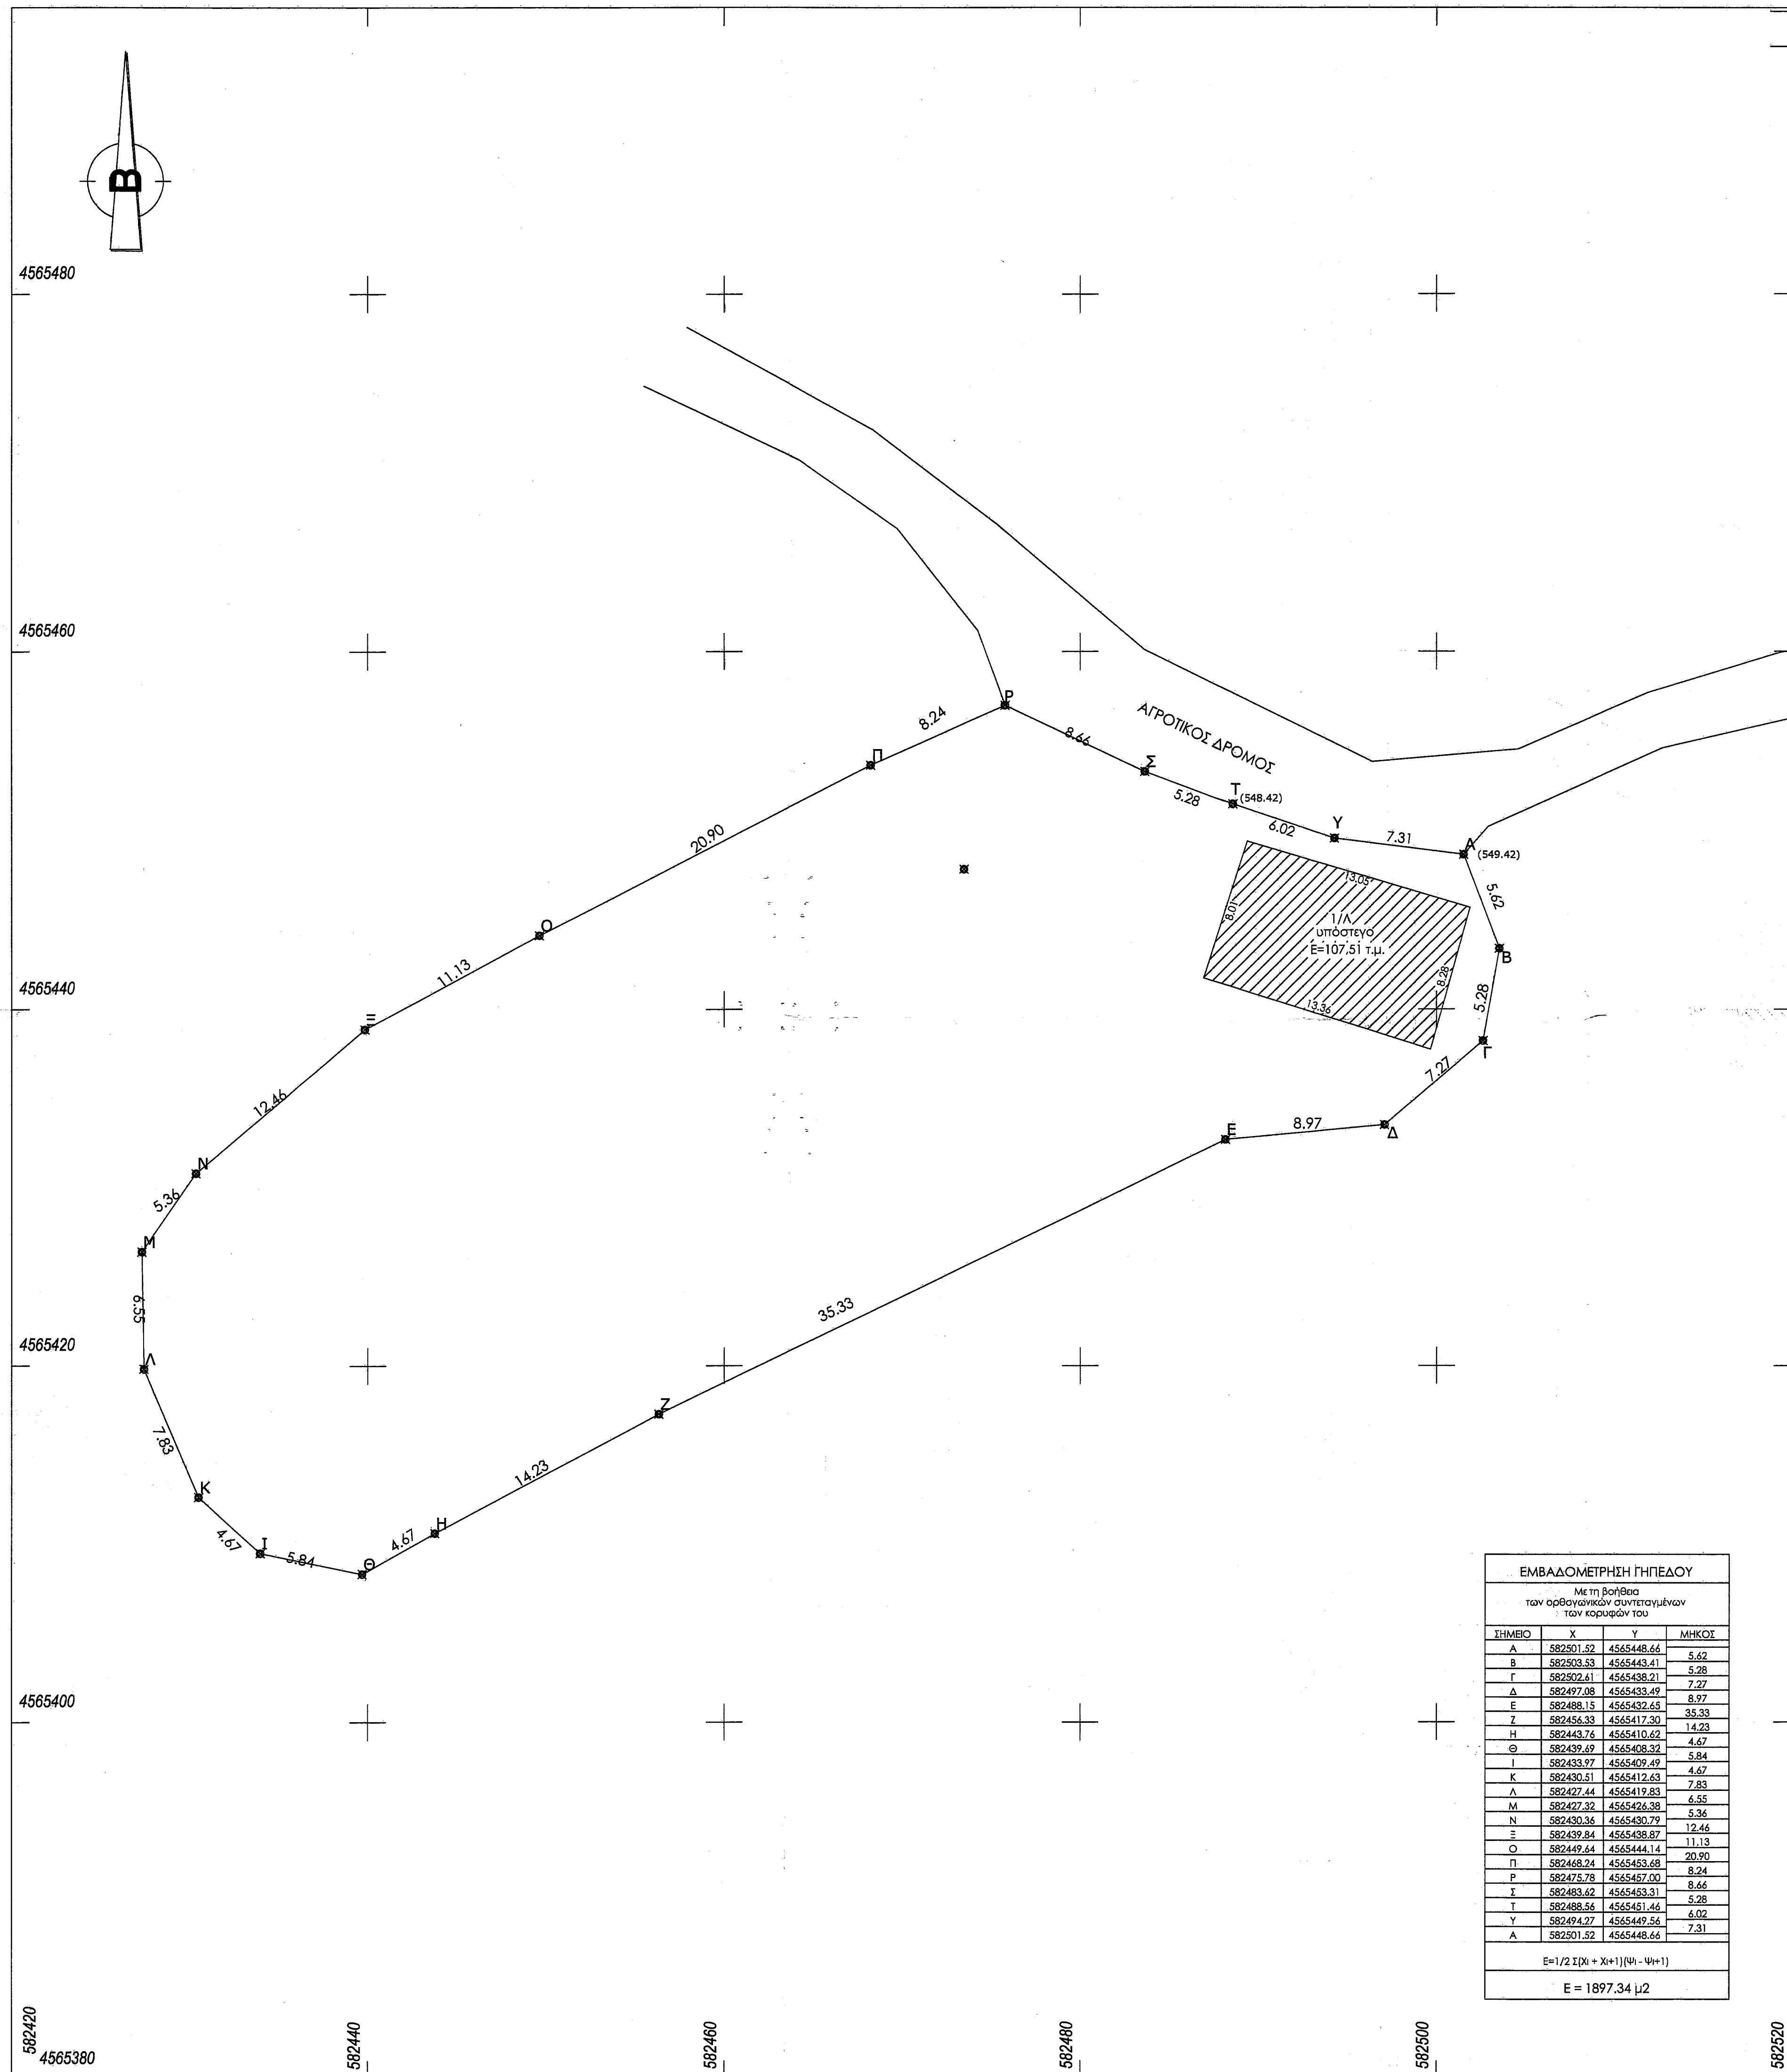 B
4565480
4565460
4565440
4565420
4565400
4565380
582420
582440
582460
582480
582500
582520
ΑΓΡΟΤΙΚΟΣ ΔΡΟΜΟΣ
Ρ
8.24
8.66
Π
Σ
5.28
Τ
(548.42)
6.02
Υ
7.31
Α
(549.42)
20.90
5.62
13.05
8.01
1/Λ
υπόστεγο
Ε=107,51 τ.μ.
8.28
13.36
Ο
Β
11.13
5.28
Ξ
Γ
7.27
12.46
8.97
Ε
Δ
Ν
5.36
Μ
6.55
35.33
Λ
Ζ
7.83
14.23
Κ
Η
4.67
4.67
Ι
5.84
Θ
ΕΜΒΑΔΟΜΕΤΡΗΣΗ ΓΗΠΕΔΟΥ
Με τη βοήθεια
των ορθογωνικών συντεταγμένων
των κορυφών του
ΣΗΜΕΙΟ Χ Υ ΜΗΚΟΣ
Α 582501.52 4565448.66
5.62
Β 582503.53 4565443.41
5.28
Γ 582502.61 4565438.21
7.27
Δ 582497.08 4565433.49
8.97
Ε 582488.15 4565432.65
35.33
Ζ 582456.33 4565417.30
14.23
Η 582443.76 4565410.62
4.67
Θ 582439.69 4565408.32
5.84
Ι 582433.97 4565409.49
4.67
Κ 582430.51 4565412.63
7.83
Λ 582427.44 4565419.83
6.55
Μ 582427.32 4565426.38
5.36
Ν 582430.36 4565430.79
12.46
Ξ 582439.84 4565438.87
11.13
Ο 582449.64 4565444.14
20.90
Π 582468.24 4565453.68
8.24
Ρ 582475.78 4565457.00
8.66
Σ 582483.62 4565453.31
5.28
Τ 582488.56 4565451.46
6.02
Υ 582494.27 4565449.56
7.31
Α 582501.52 4565448.66
Ε=1/2 Σ(Χι + Χι+1)(Ψι - Ψι+1)
Ε = 1897.34 μ2